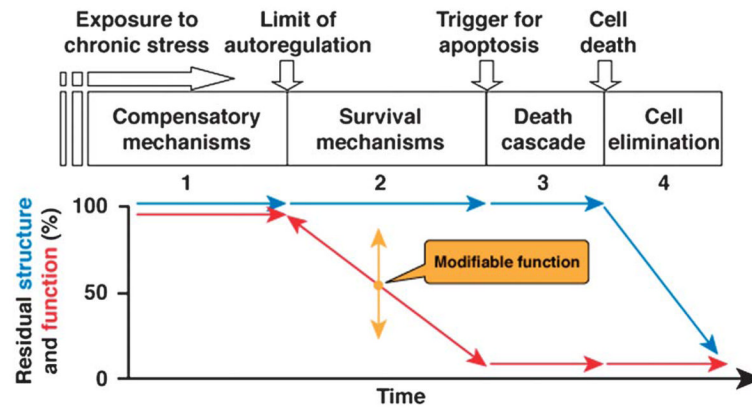 Exposure to
chronic stress
Limit of
autoregulation
Trigger for
apoptosis
Cell
death
Compensatory
mechanisms
Survival
mechanisms
Death
cascade
Cell
elimination
1
2
3
4
Residual structure
and function (%)
100
50
0
Modifiable function
Time